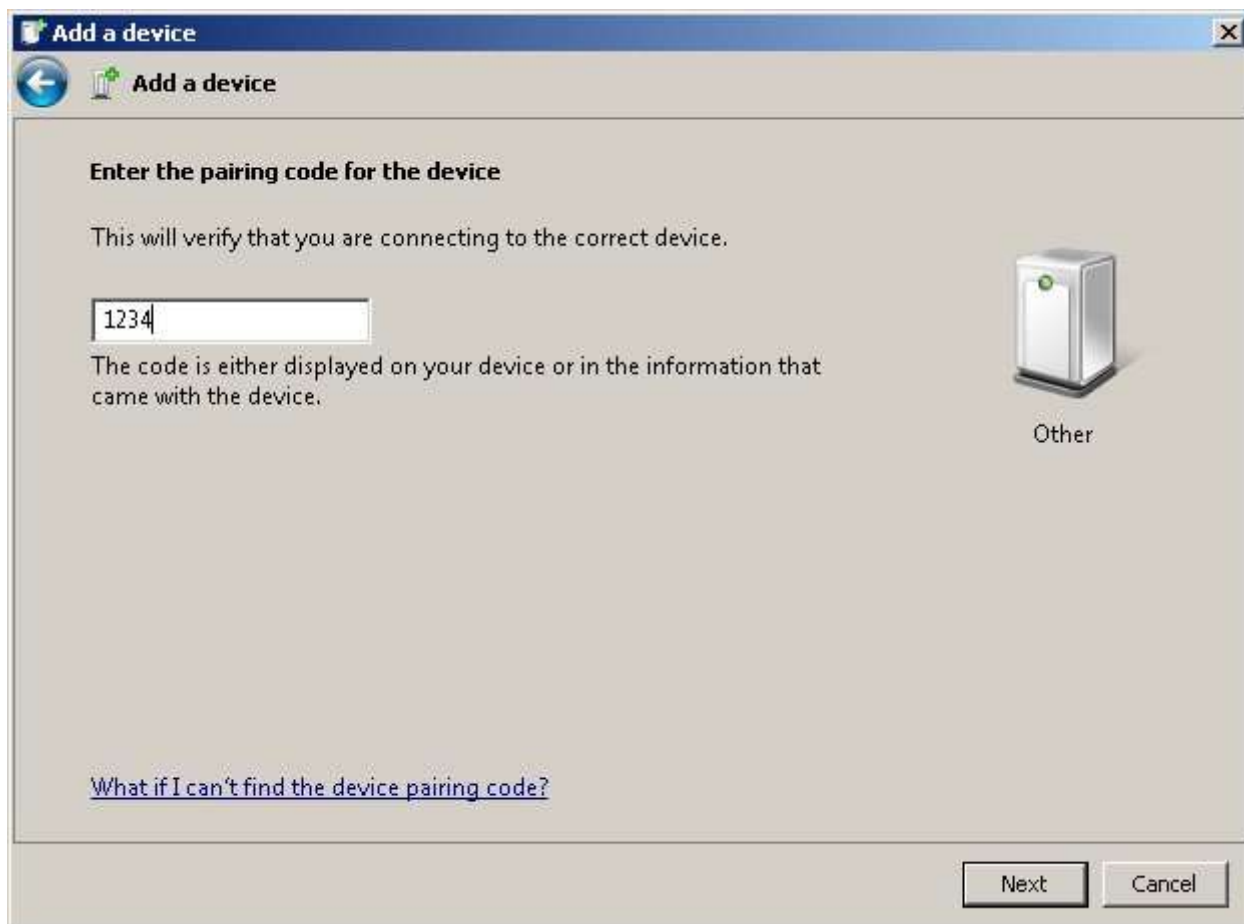 Add a device
Add a device
Enter the pairing code for the device
This will verify that you are connecting to the correct device.
1234
The code is either displayed on your device or in the information that
came with the device.
Other
What if I can't find the device pairing code?
Next Cancel